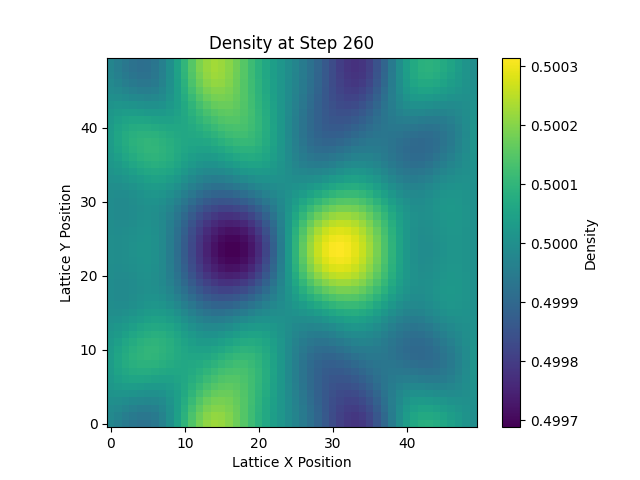 Density at Step 260
Lattice Y Position
40
30
20
10
0
0 10 20 30 40
Lattice X Position
0.5003
0.5002
0.5001
0.5000
0.4999
0.4998
0.4997
Density